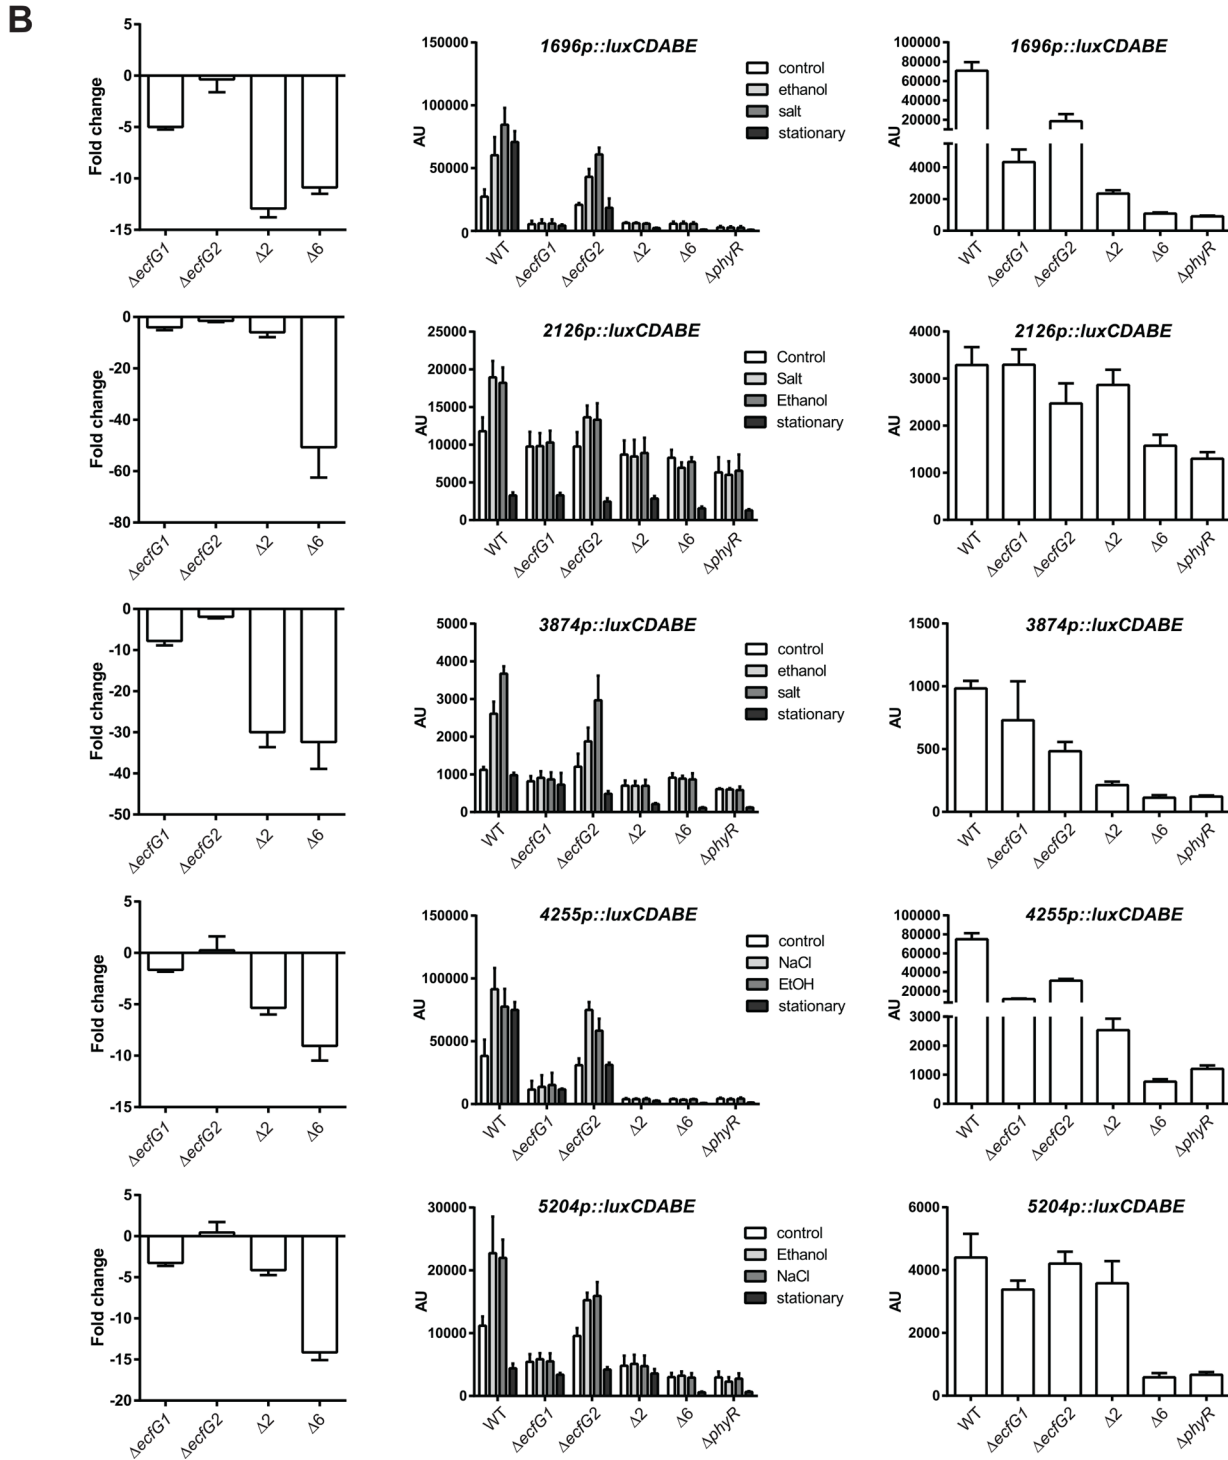 B
5
0
-5
-10
-15
Fold change
ΔecfG1
ΔecfG2
Δ2
Δ6
1696p::luxCDABE
150000
100000
50000
0
AU
control
ethanol
salt
stationary
WT
ΔecfG1
ΔecfG2
Δ2
Δ6
ΔphyR
1696p::luxCDABE
100000
80000
60000
40000
20000
4000
2000
0
AU
WT
ΔecfG1
ΔecfG2
Δ2
Δ6
ΔphyR
0
-20
-40
-60
-80
Fold change
ΔecfG1
ΔecfG2
Δ2
Δ6
2126p::luxCDABE
25000
20000
15000
10000
5000
0
AU
Control
Salt
Ethanol
stationary
WT
ΔecfG1
ΔecfG2
Δ2
Δ6
ΔphyR
2126p::luxCDABE
4000
3000
2000
1000
0
AU
WT
ΔecfG1
ΔecfG2
Δ2
Δ6
ΔphyR
0
-10
-20
-30
-40
-50
Fold change
ΔecfG1
ΔecfG2
Δ2
Δ6
3874p::luxCDABE
5000
4000
3000
2000
1000
0
AU
control
ethanol
salt
stationary
WT
ΔecfG1
ΔecfG2
Δ2
Δ6
ΔphyR
3874p::luxCDABE
1500
1000
500
0
AU
WT
ΔecfG1
ΔecfG2
Δ2
Δ6
ΔphyR
5
0
-5
-10
-15
Fold change
ΔecfG1
ΔecfG2
Δ2
Δ6
4255p::luxCDABE
150000
100000
50000
0
AU
control
NaCl
EtOH
stationary
WT
ΔecfG1
ΔecfG2
Δ2
Δ6
ΔphyR
4255p::luxCDABE
100000
80000
60000
40000
20000
3000
2000
1000
0
AU
WT
ΔecfG1
ΔecfG2
Δ2
Δ6
ΔphyR
5
0
-5
-10
-15
-20
Fold change
ΔecfG1
ΔecfG2
Δ2
Δ6
5204p::luxCDABE
30000
20000
10000
0
AU
control
Ethanol
NaCl
stationary
WT
ΔecfG1
ΔecfG2
Δ2
Δ6
ΔphyR
5204p::luxCDABE
6000
4000
2000
0
AU
WT
ΔecfG1
ΔecfG2
Δ2
Δ6
ΔphyR